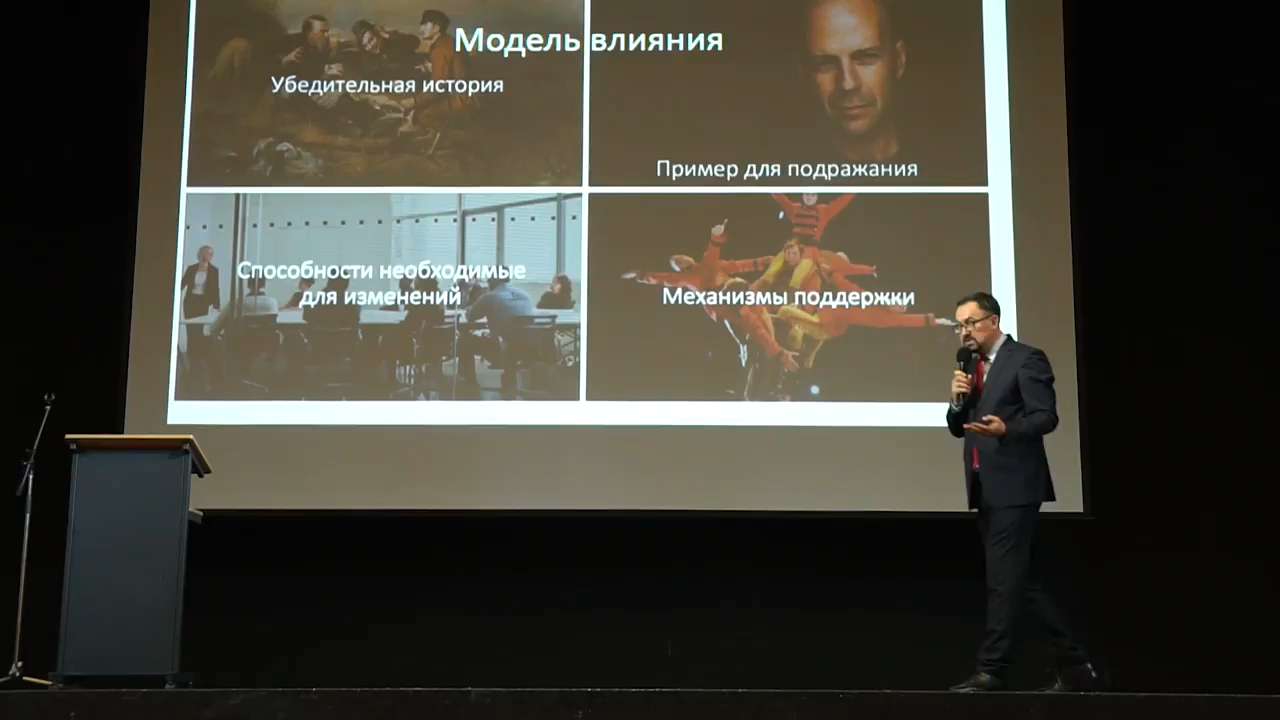 Модель влияния
Убедительная история
Пример для подражания
Способности необходимые
для изменений
Механизмы поддержки